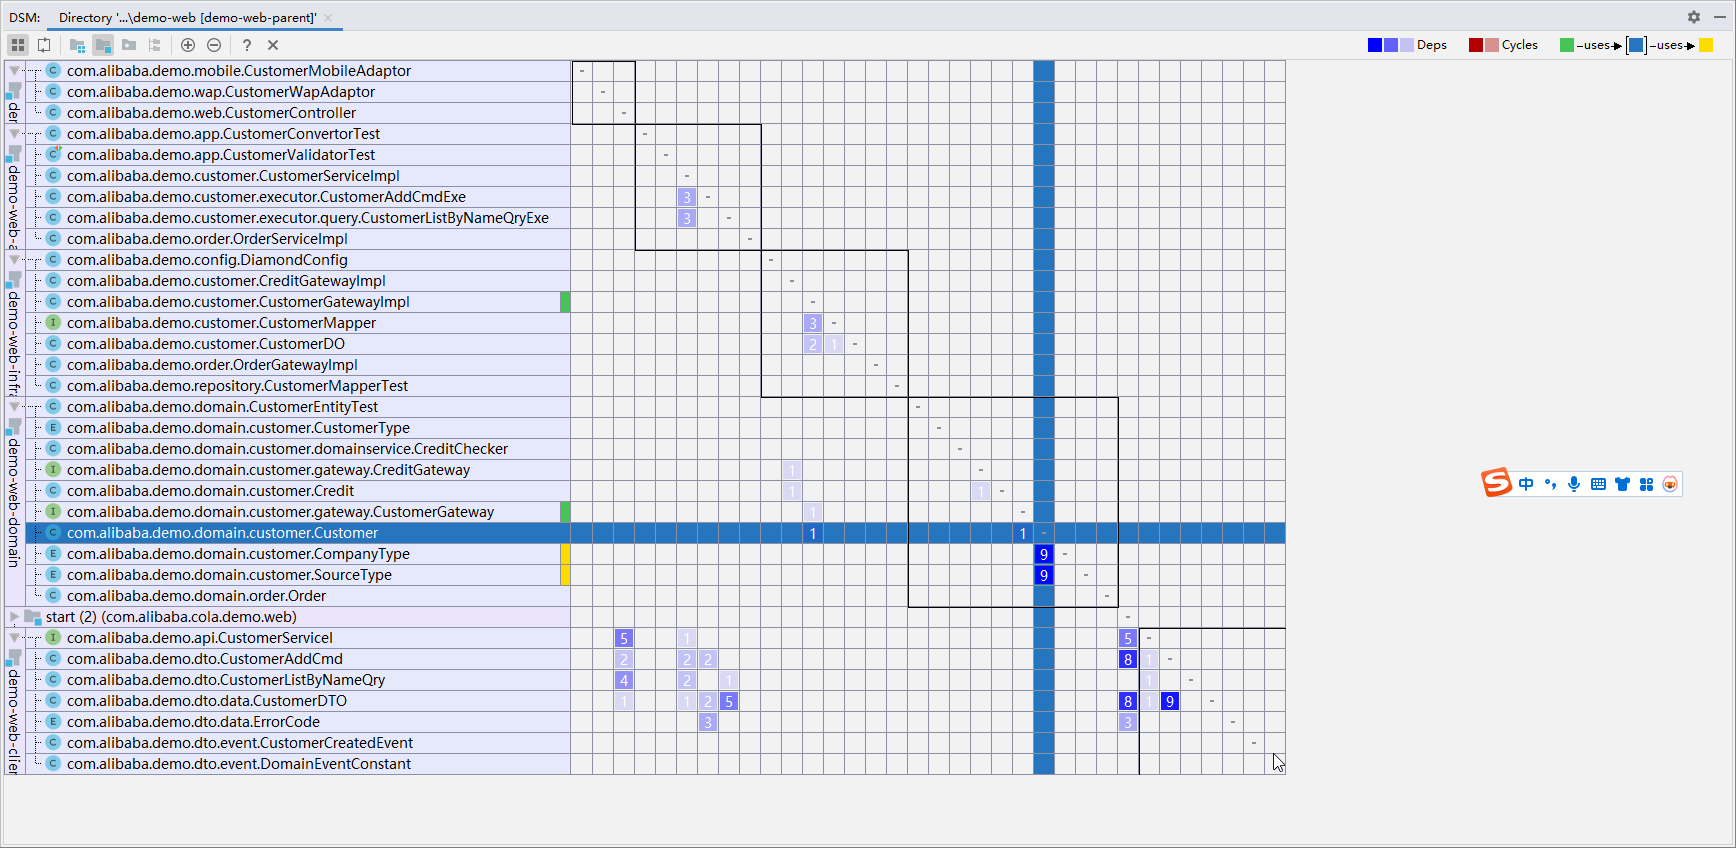 DSM: Directory '...\demo-web [demo-web-parent]'
Deps Cycles –uses –uses
com.alibaba.demo.mobile.CustomerMobileAdaptor -
com.alibaba.demo.wap.CustomerWapAdaptor -
com.alibaba.demo.web.CustomerController -
com.alibaba.demo.app.CustomerConvertorTest -
com.alibaba.demo.app.CustomerValidatorTest -
com.alibaba.demo.customer.CustomerServiceImpl -
com.alibaba.demo.customer.executor.CustomerAddCmdExe 3 -
com.alibaba.demo.customer.executor.query.CustomerListByNameQryExe 3 -
com.alibaba.demo.order.OrderServiceImpl -
com.alibaba.demo.config.DiamondConfig -
com.alibaba.demo.customer.CreditGatewayImpl -
com.alibaba.demo.customer.CustomerGatewayImpl -
com.alibaba.demo.customer.CustomerMapper 3 -
com.alibaba.demo.customer.CustomerDO 2 1 -
com.alibaba.demo.order.OrderGatewayImpl -
com.alibaba.demo.repository.CustomerMapperTest -
com.alibaba.demo.domain.CustomerEntityTest -
com.alibaba.demo.domain.customer.CustomerType -
com.alibaba.demo.domain.customer.domainservice.CreditChecker -
com.alibaba.demo.domain.customer.gateway.CreditGateway 1 -
com.alibaba.demo.domain.customer.Credit 1 1 -
com.alibaba.demo.domain.customer.gateway.CustomerGateway 1 -
com.alibaba.demo.domain.customer.Customer 1 1 -
com.alibaba.demo.domain.customer.CompanyType 9 -
com.alibaba.demo.domain.customer.SourceType 9 -
com.alibaba.demo.domain.order.Order -
start (2) (com.alibaba.cola.demo.web) -
com.alibaba.demo.api.CustomerServiceI 5 1 5 -
com.alibaba.demo.dto.CustomerAddCmd 2 2 2 8 1 -
com.alibaba.demo.dto.CustomerListByNameQry 4 2 1 1 -
com.alibaba.demo.dto.data.CustomerDTO 1 1 2 5 8 1 9 -
com.alibaba.demo.dto.data.ErrorCode 3 3 -
com.alibaba.demo.dto.event.CustomerCreatedEvent -
com.alibaba.demo.dto.event.DomainEventConstant
der
demo-web-a
demo-web-infra
demo-web-domain
demo-web-clier
S 中